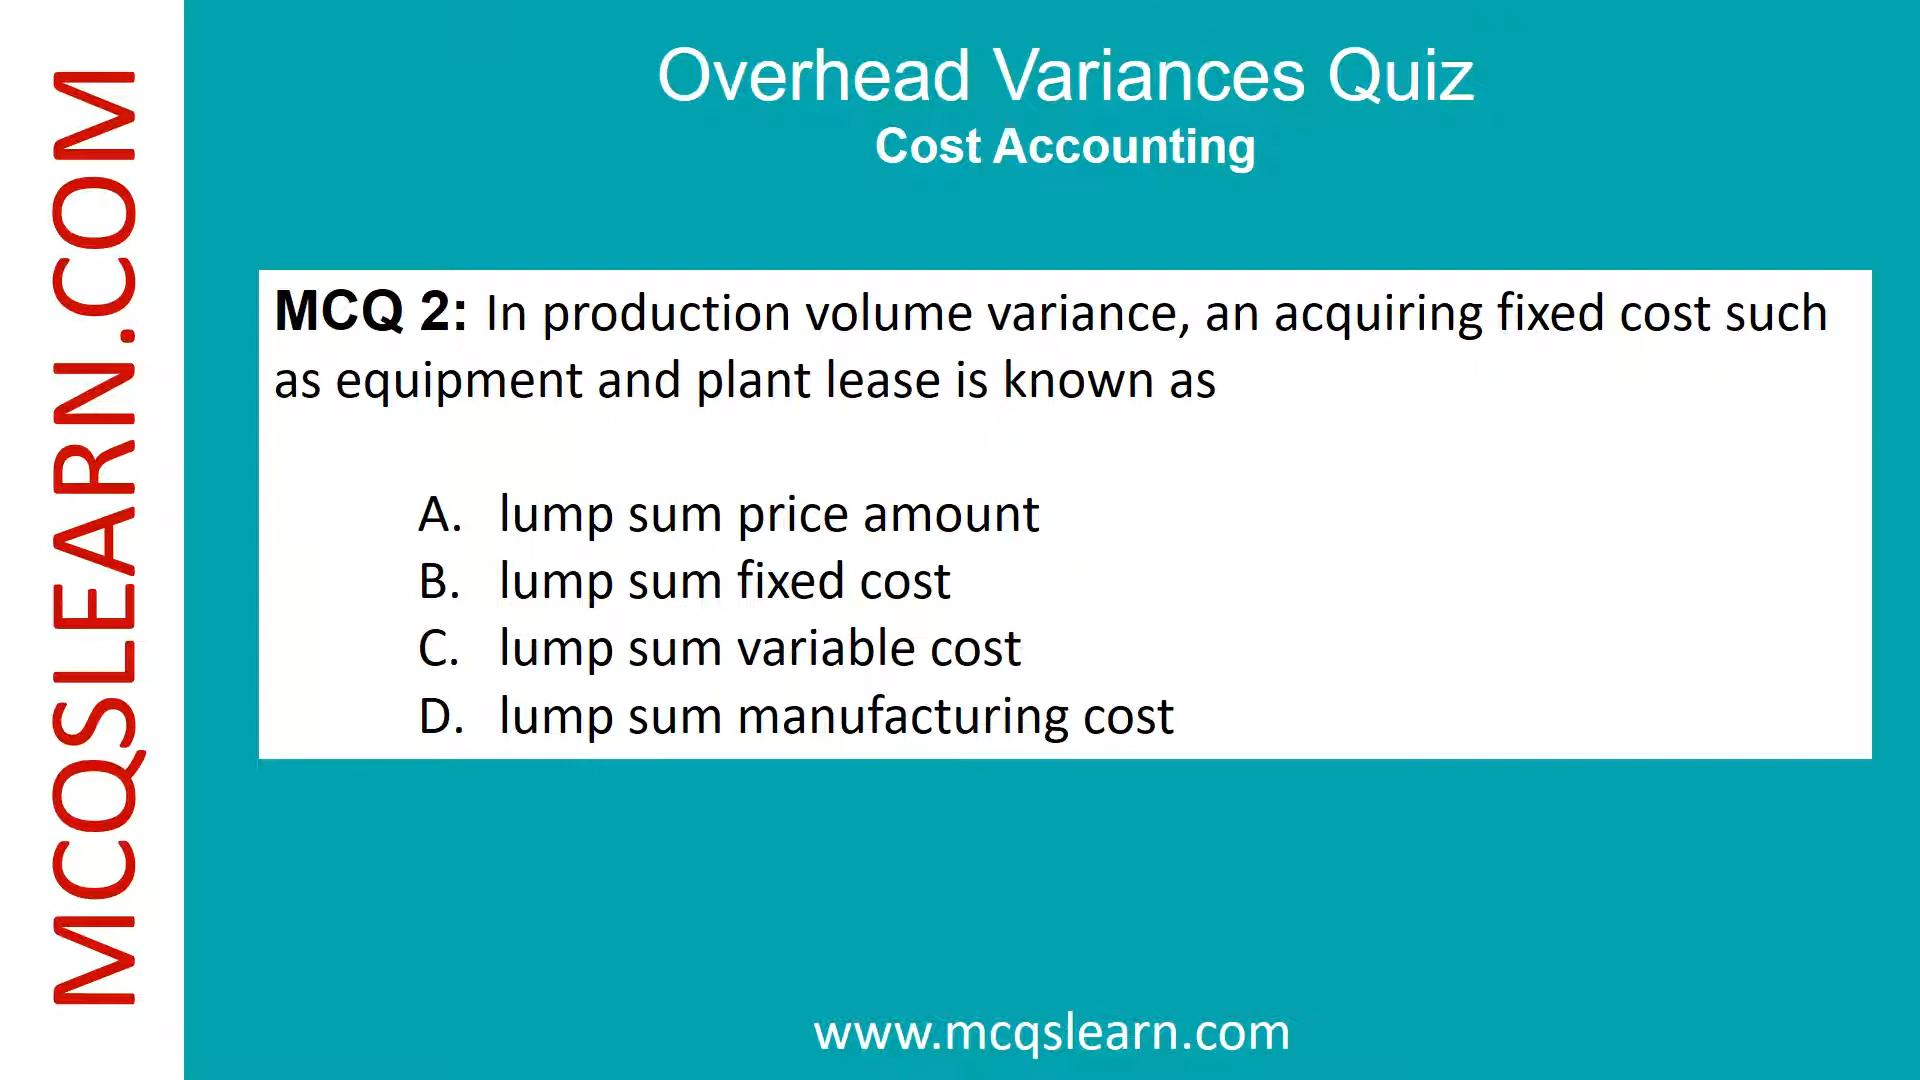 MCQSLEARN.COM
Overhead Variances Quiz
Cost Accounting
MCQ 2: In production volume variance, an acquiring fixed cost such
as equipment and plant lease is known as
A. lump sum price amount
B. lump sum fixed cost
C. lump sum variable cost
D. lump sum manufacturing cost
www.mcqslearn.com